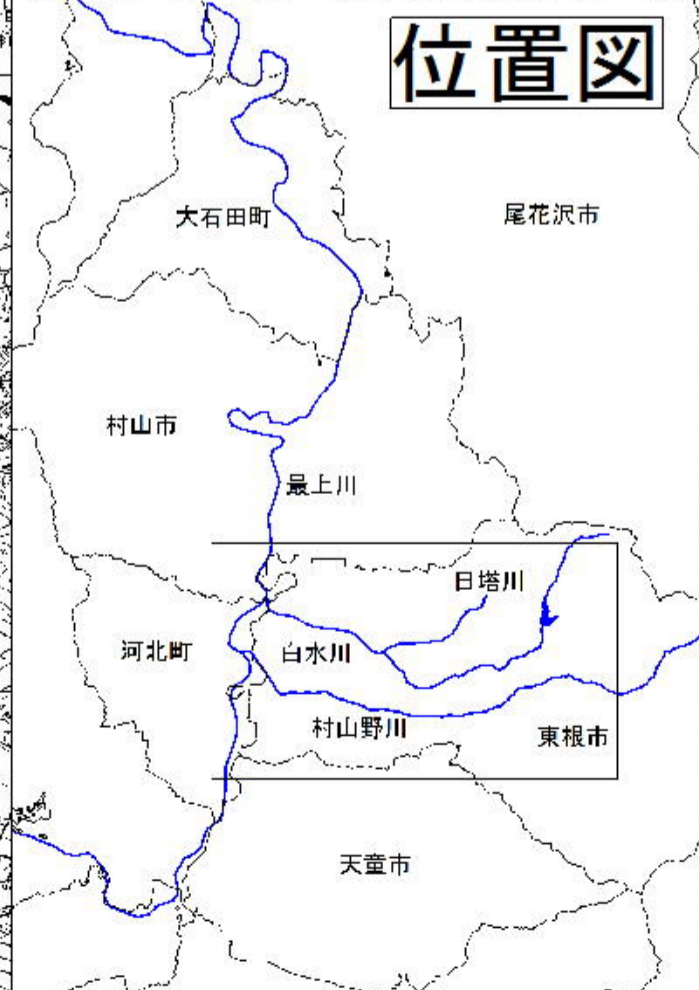 位置図
大石田町
尾花沢市
村山市
最上川
日塔川
河北町
白水川
村山野川
東根市
天童市